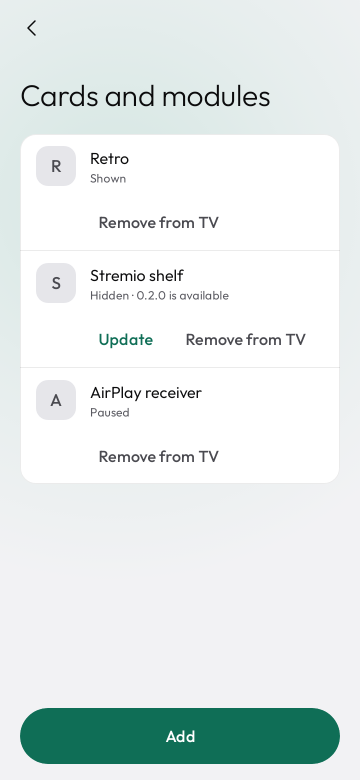 Cards and modules
R
Retro
Shown
Remove from TV
S
Stremio shelf
Hidden · 0.2.0 is available
Update
Remove from TV
A
AirPlay receiver
Paused
Remove from TV
Add